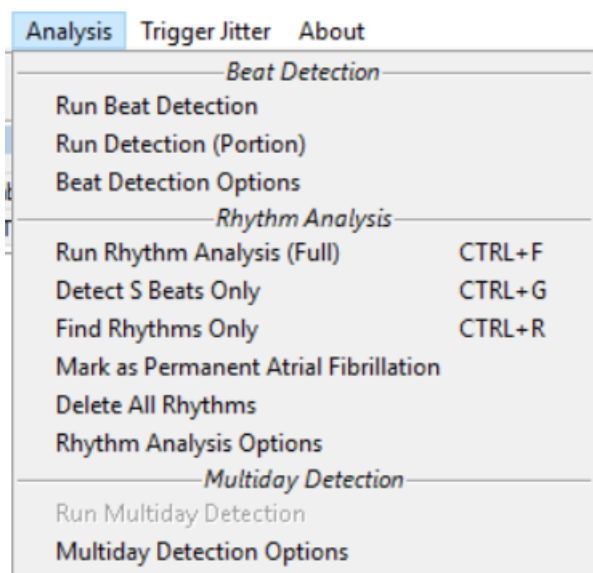 Analysis Trigger Jitter About
Beat Detection
Run Beat Detection
Run Detection (Portion)
Beat Detection Options
Rhythm Analysis
Run Rhythm Analysis (Full) CTRL+F
Detect S Beats Only CTRL+G
Find Rhythms Only CTRL+R
Mark as Permanent Atrial Fibrillation
Delete All Rhythms
Rhythm Analysis Options
Multiday Detection
Run Multiday Detection
Multiday Detection Options